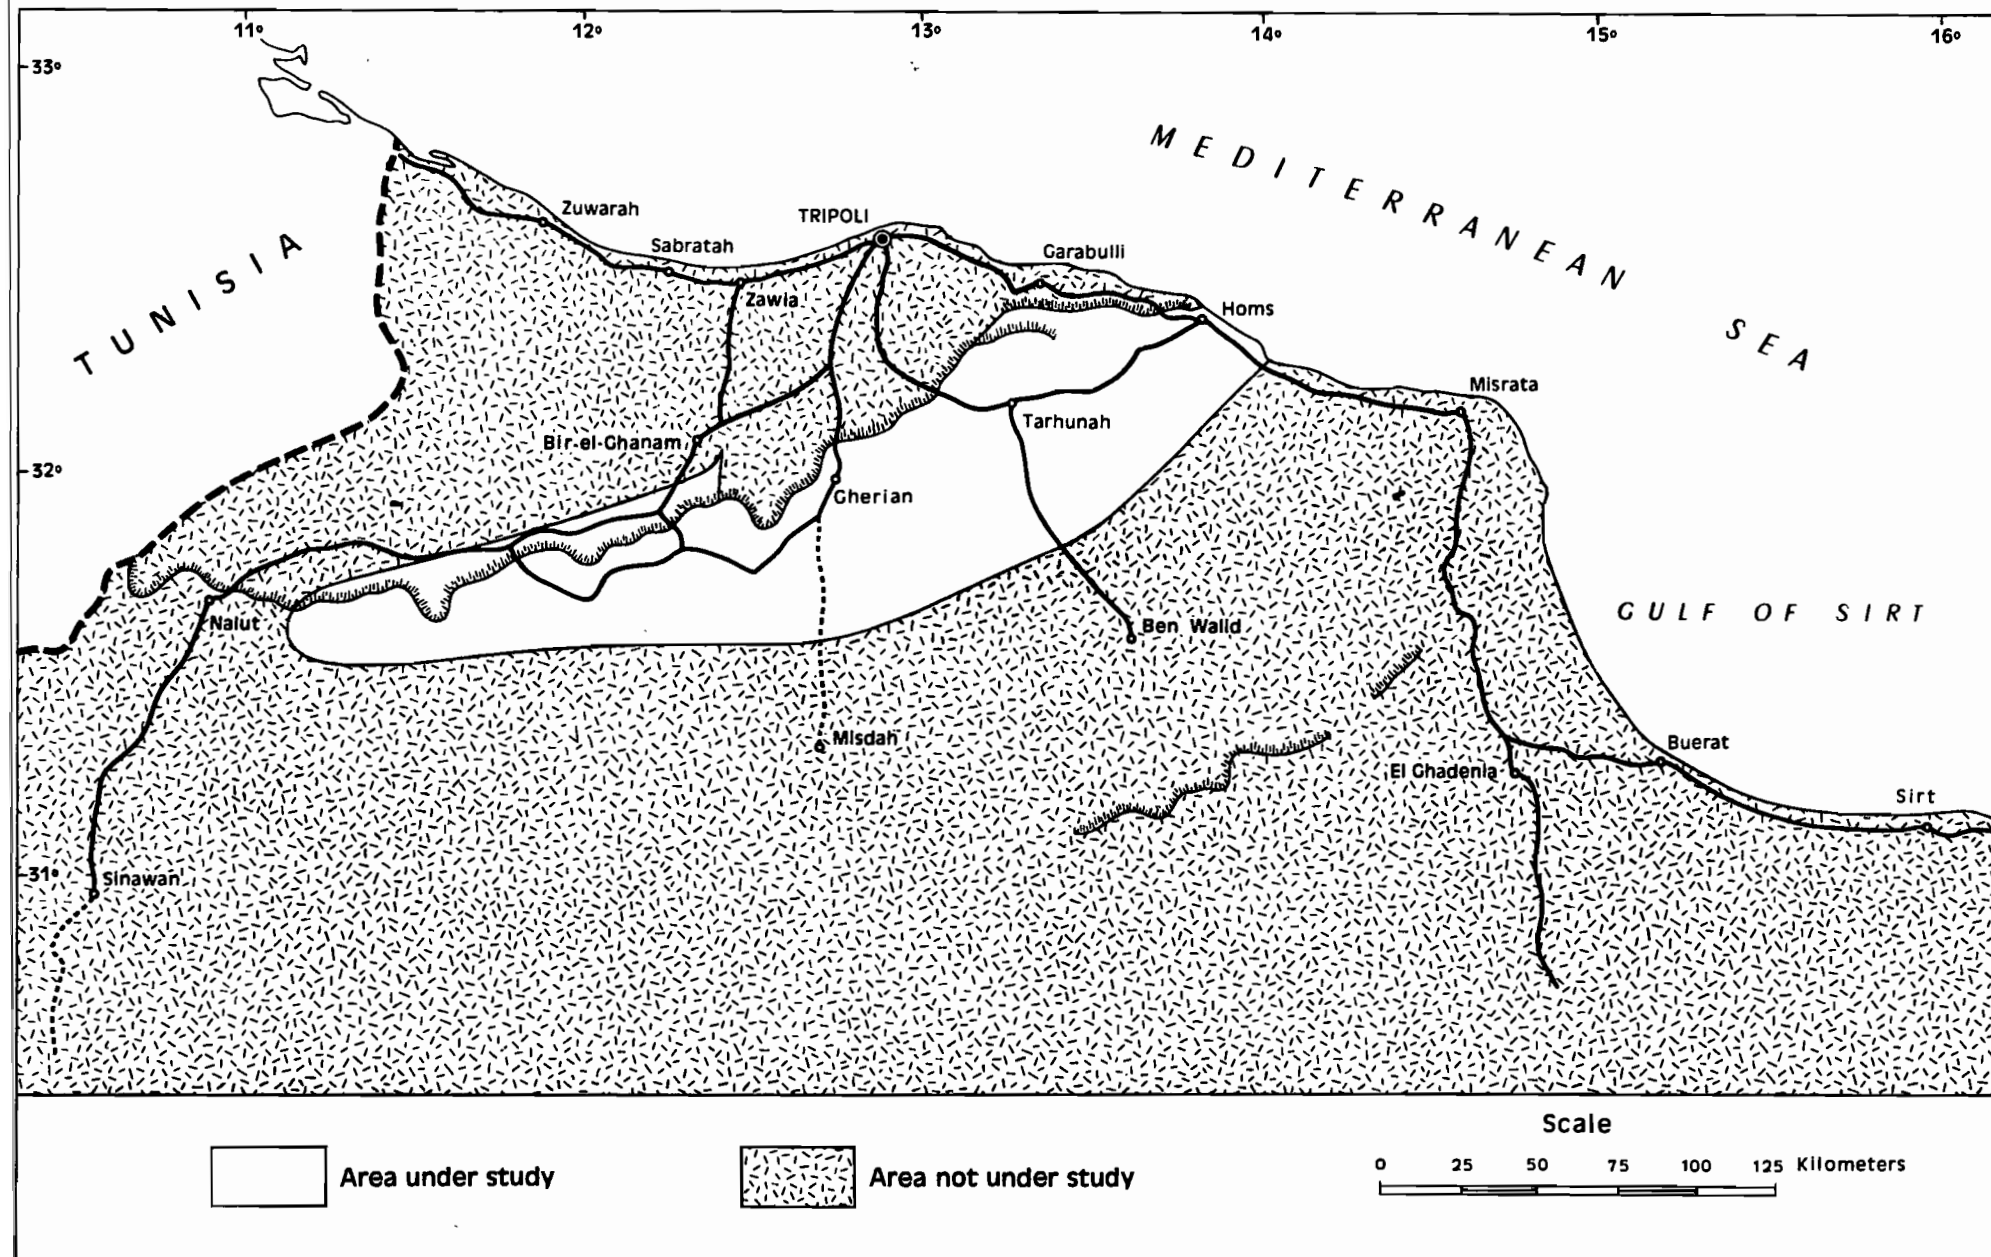 11° 12° 13° 14° 15° 16°
33°
MEDITERRANEAN SEA
TUNISIA
Zuwarah
TRIPOLI
Sabratah
Garabulli
Zawia
Homs
Misrata
Tarhunah
Bir-el-Ghanam
32°
Gherian
GULF OF SIRT
Nalut
Ben Walid
Misdah
Buerat
El Ghadenia
Sirt
31°
Sinawan
Scale
Area under study
Area not under study
0 25 50 75 100 125 Kilometers